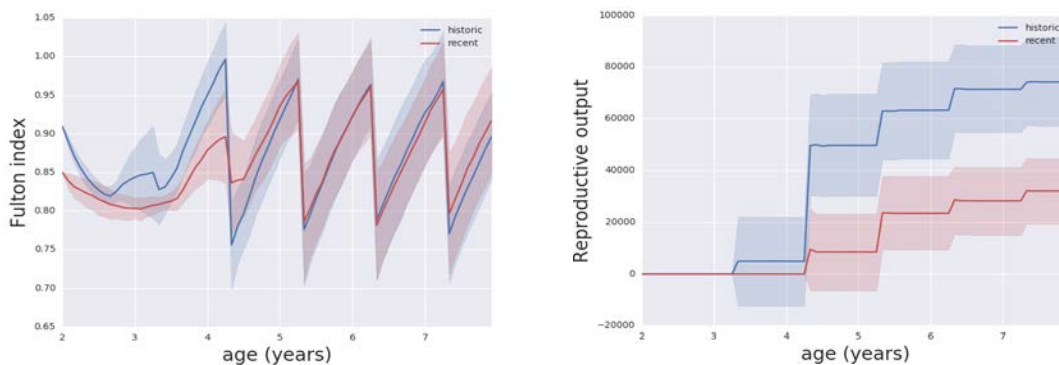 1.05
1.00
0.95
0.90
0.85
0.80
0.75
0.70
0.65
Fulton index
historic
recent
2 3 4 5 6 7
age (years)
100000
80000
60000
40000
20000
0
−20000
Reproductive output
historic
recent
2 3 4 5 6 7
age (years)